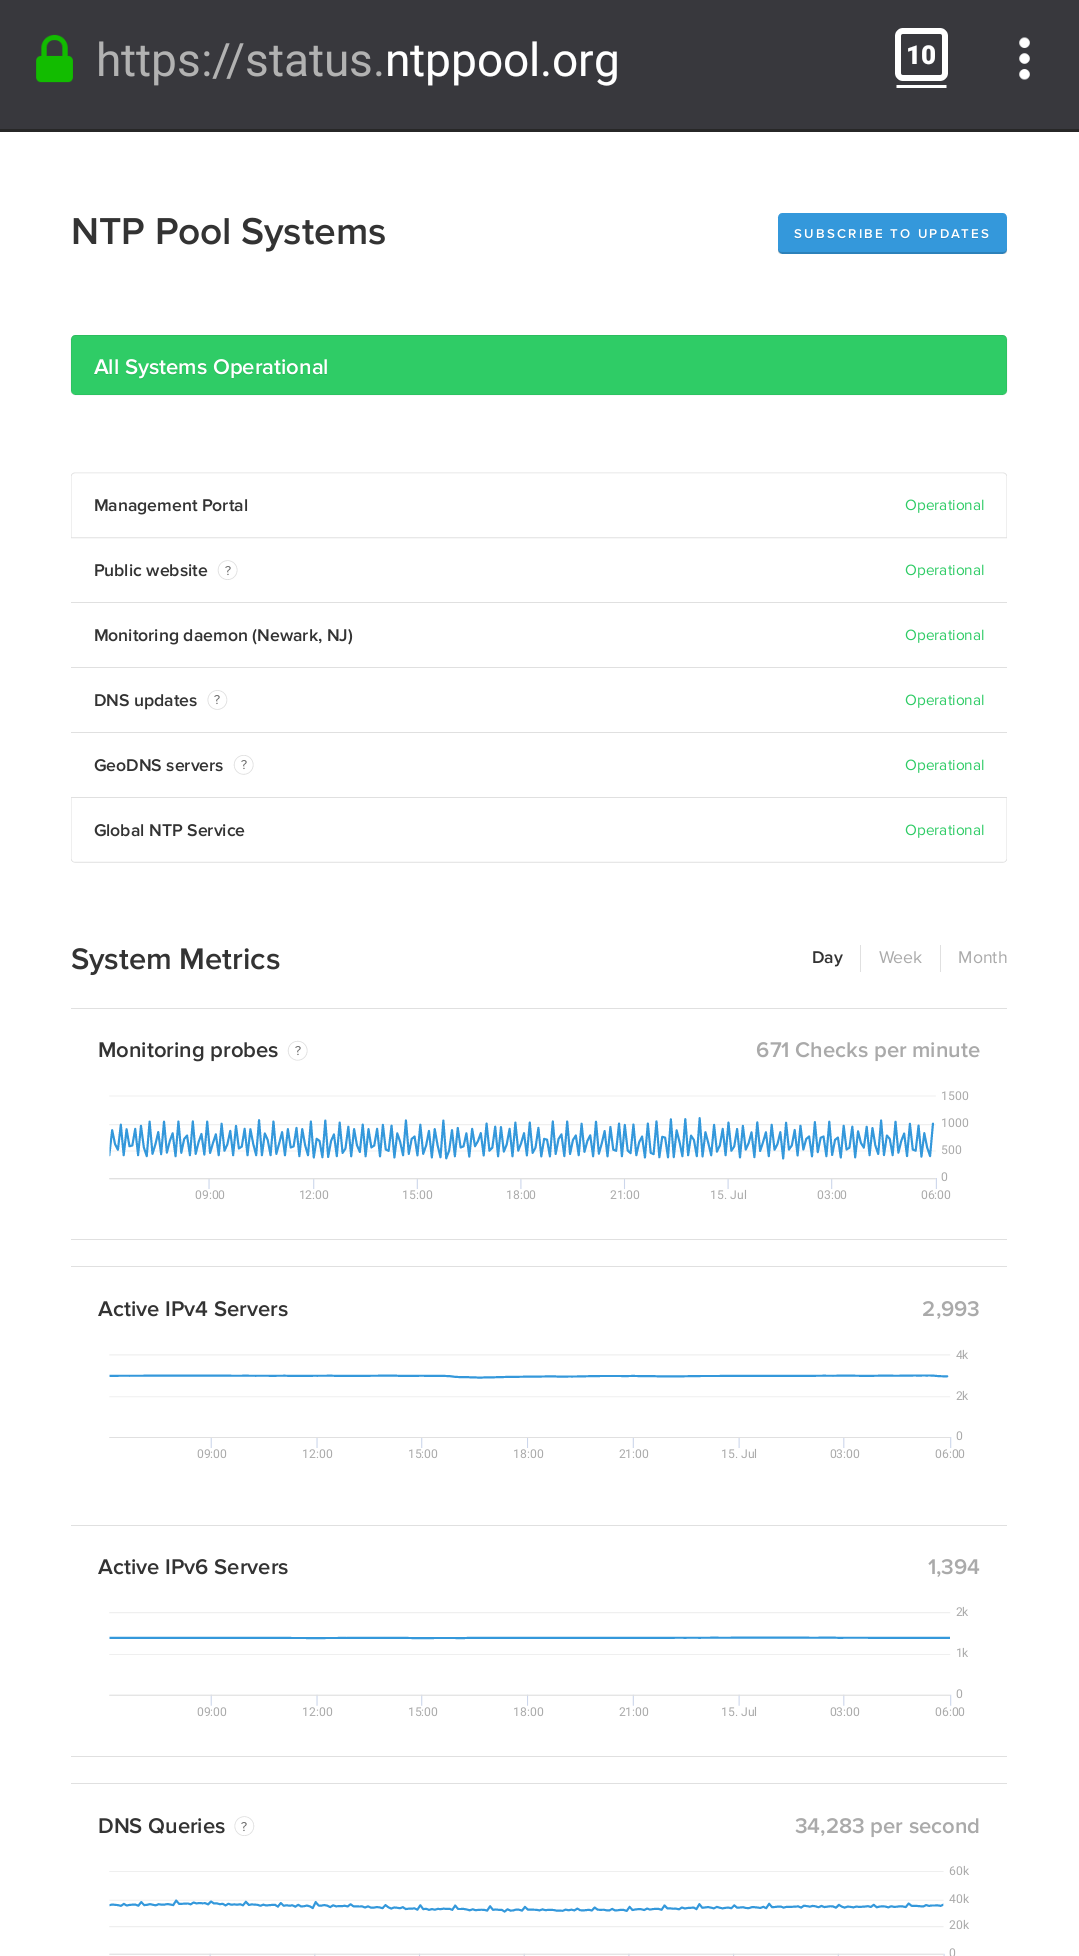 https://status.ntppool.org 10
NTP Pool Systems SUBSCRIBE TO UPDATES
All Systems Operational
Management Portal Operational
Public website ? Operational
Monitoring daemon (Newark, NJ) Operational
DNS updates ? Operational
GeoDNS servers ? Operational
Global NTP Service Operational
System Metrics Day Week Month
Monitoring probes ? 671 Checks per minute
1500
1000
500
0
09:00 12:00 15:00 18:00 21:00 15. Jul 03:00 06:00
Active IPv4 Servers 2,993
4k
2k
0
09:00 12:00 15:00 18:00 21:00 15. Jul 03:00 06:00
Active IPv6 Servers 1,394
2k
1k
0
09:00 12:00 15:00 18:00 21:00 15. Jul 03:00 06:00
DNS Queries ? 34,283 per second
60k
40k
20k
0